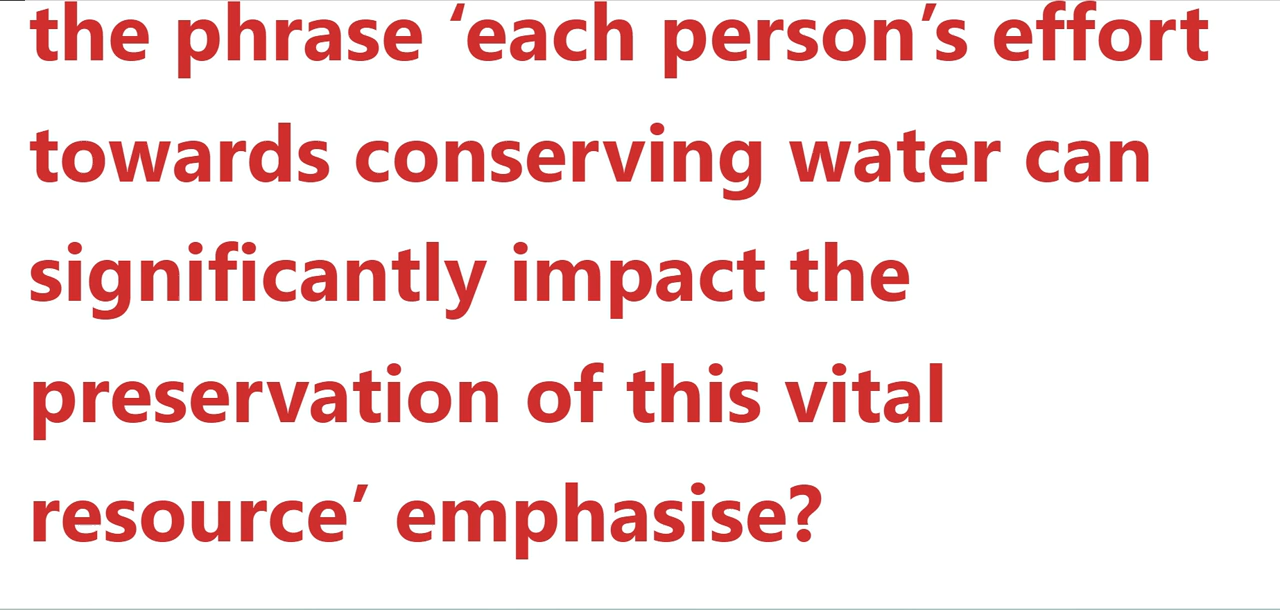 the phrase ‘each person’s effort
towards conserving water can
significantly impact the
preservation of this vital
resource’ emphasise?